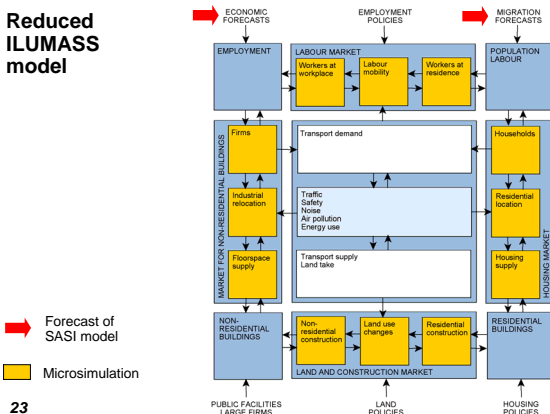 Reduced
ILUMASS
model
ECONOMIC
FORECASTS
EMPLOYMENT
POLICIES
MIGRATION
FORECASTS
EMPLOYMENT
LABOUR MARKET
Workers at
workplace
Labour
mobility
Workers at
residence
POPULATION
LABOUR
MARKET FOR NON-RESIDENTIAL BUILDINGS
Firms
Industrial
relocation
Floorspace
supply
Transport demand
Traffic
Safety
Noise
Air pollution
Energy use
Transport supply
Land take
Households
Residential
location
Housing
supply
HOUSING MARKET
NON-
RESIDENTIAL
BUILDINGS
Non-
residential
construction
Land use
changes
Residential
construction
LAND AND CONSTRUCTION MARKET
RESIDENTIAL
BUILDINGS
PUBLIC FACILITIES
LARGE FIRMS
LAND
POLICIES
HOUSING
POLICIES
Forecast of
SASI model
Microsimulation
23